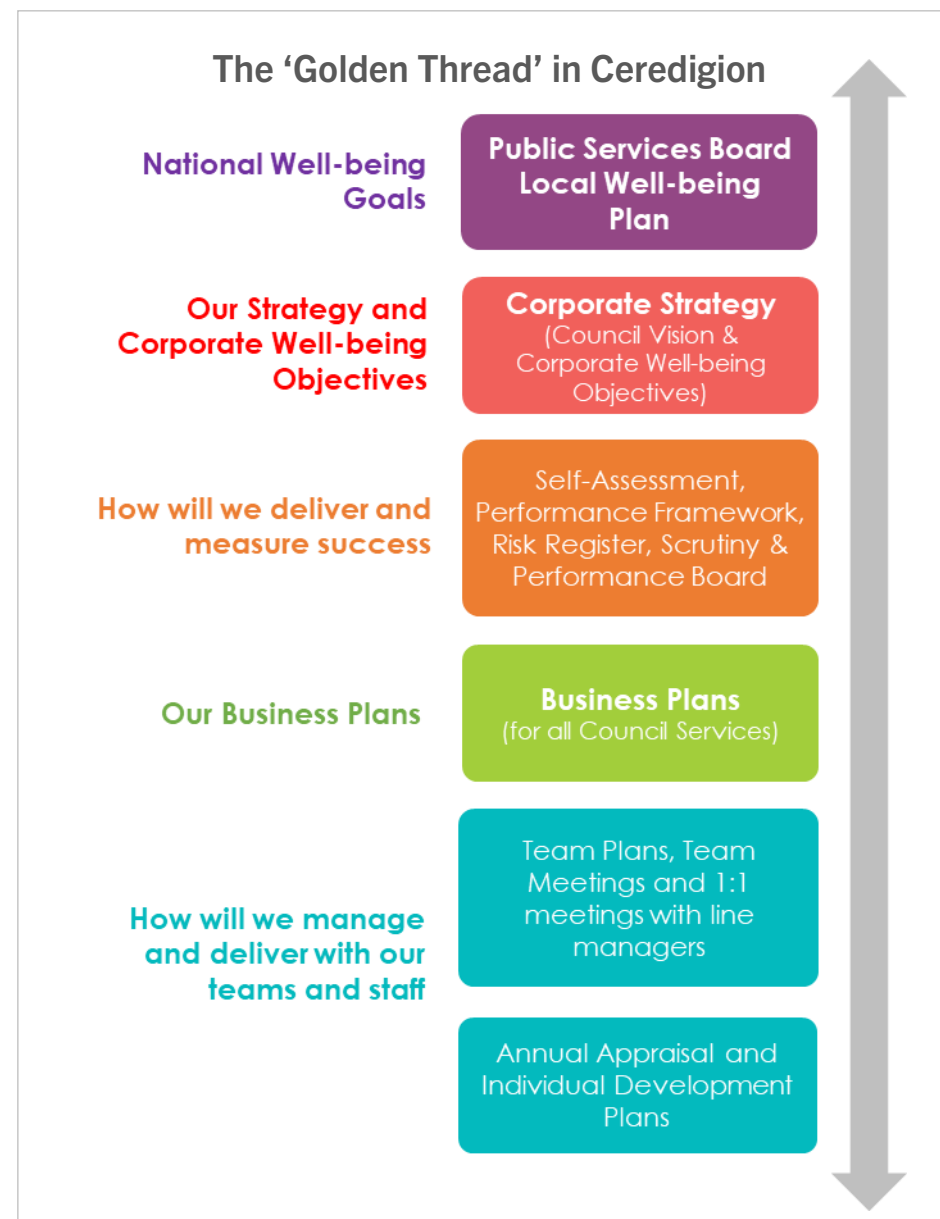 The ‘Golden Thread’ in Ceredigion
National Well-being
Goals
Public Services Board
Local Well-being
Plan
Our Strategy and
Corporate Well-being
Objectives
Corporate Strategy
(Council Vision &
Corporate Well-being
Objectives)
How will we deliver and
measure success
Self-Assessment,
Performance Framework,
Risk Register, Scrutiny &
Performance Board
Our Business Plans
Business Plans
(for all Council Services)
How will we manage
and deliver with our
teams and staff
Team Plans, Team
Meetings and 1:1
meetings with line
managers
Annual Appraisal and
Individual Development
Plans